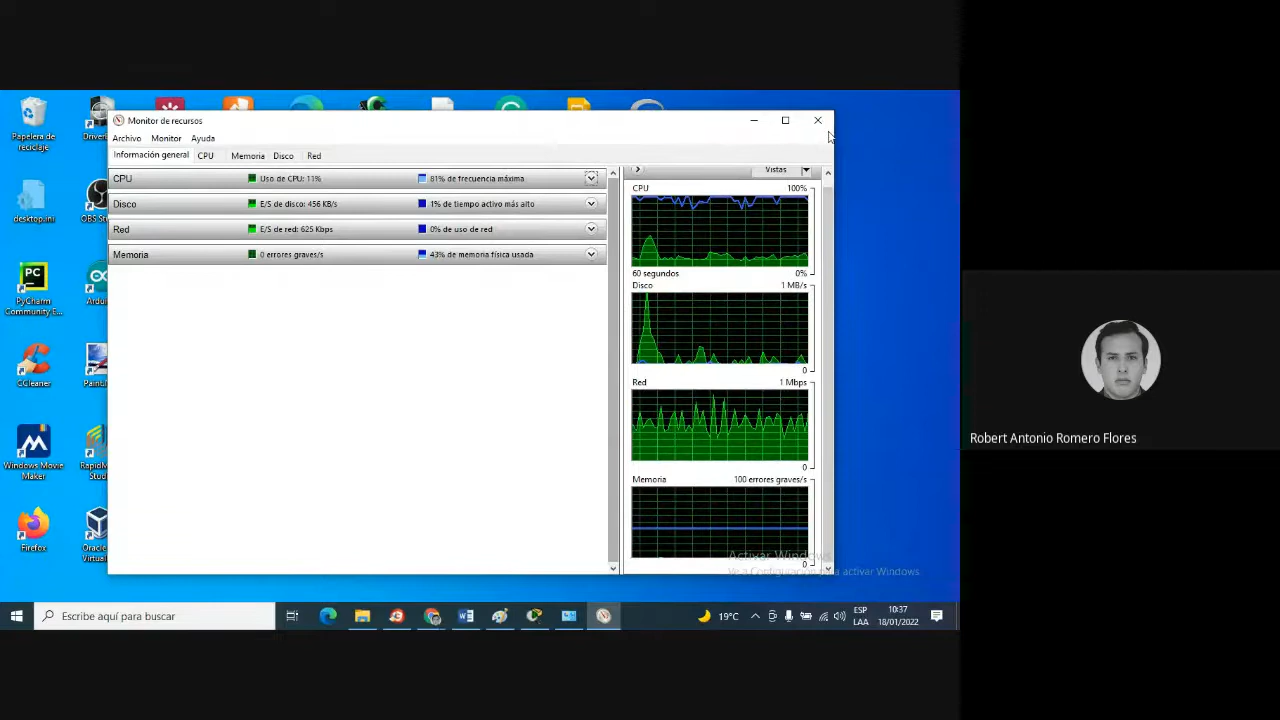 Papelera de
reciclaje
desktop.ini
OBS Stu
PC
PyCharm
Community E...
CCleaner
Windows Movie
Maker
Firefox
Monitor de recursos
Archivo Monitor Ayuda
Información general CPU Memoria Disco Red
CPU Uso de CPU: 11% 81% de frecuencia máxima
Disco E/S de disco: 456 KB/s 1% de tiempo activo más alto
Red E/S de red: 625 Kbps 0% de uso de red
Memoria 0 errores graves/s 43% de memoria física usada
Vistas
CPU 100%
60 segundos 0%
Disco 1 MB/s
0
Red 1 Mbps
0
Memoria 100 errores graves/s
0
Activar Windows
Ve a Configuración para activar Windows.
Escribe aquí para buscar
19°C
ESP
LAA
10:37
18/01/2022
Robert Antonio Romero Flores